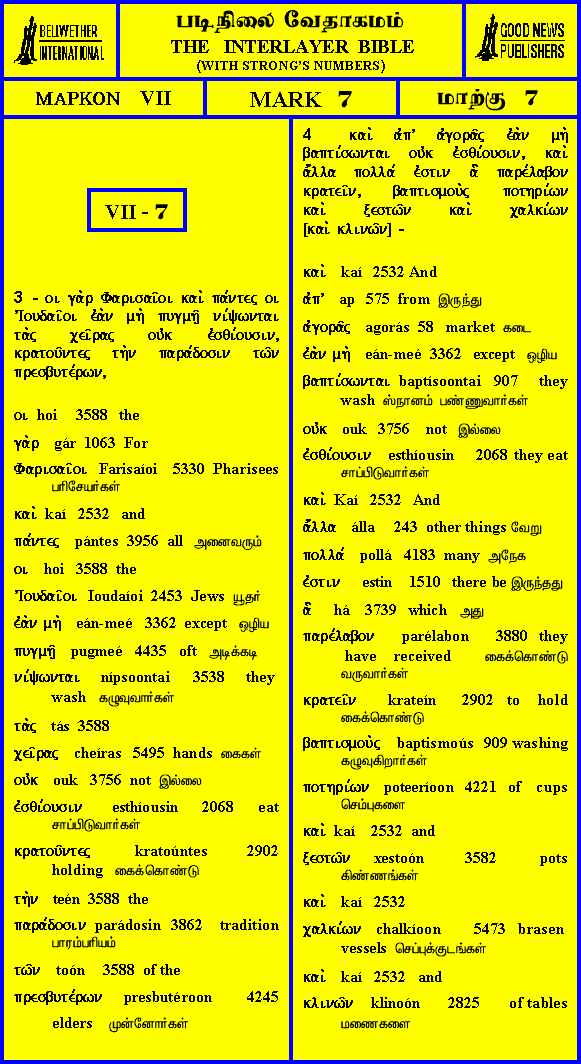 BELLWETHER
INTERNATIONAL
படிநிலை வேதாகமம்
THE INTERLAYER BIBLE
(WITH STRONG'S NUMBERS)
GOOD NEWS
PUBLISHERS
ΜΑΡΚΟΝ VII
MARK 7
மாற்கு 7
VII - 7
3 - οι γὰρ Φαρισαῖοι καὶ πάντες οι
Ἰουδαῖοι ἐὰν μὴ πυγμῇ νίψωνται
τὰς χεῖρας οὐκ ἐσθίουσιν,
κρατοῦντες τὴν παράδοσιν τῶν
πρεσβυτέρων,
οι hoi 3588 the
γὰρ gár 1063 For
Φαρισαῖοι Farisaíoi 5330 Pharisees
பரிசேயர்கள்
καὶ kaí 2532 and
πάντες pántes 3956 all அனைவரும்
οι hoi 3588 the
Ἰουδαῖοι Ioudaíoi 2453 Jews யூதர்
ἐὰν μὴ eán-meé 3362 except ஒழிய
πυγμῇ pugmeé 4435 oft அடிக்கடி
νίψωνται nípsoontai 3538 they
wash கழுவுவார்கள்
τὰς tás 3588
χεῖρας cheíras 5495 hands கைகள்
οὐκ ouk 3756 not இல்லை
ἐσθίουσιν esthíousin 2068 eat
சாப்பிடுவார்கள்
κρατοῦντες kratoúntes 2902
holding கைக்கொண்டு
τὴν teén 3588 the
παράδοσιν parádosin 3862 tradition
பாரம்பரியம்
τῶν toón 3588 of the
πρεσβυτέρων presbutéroon 4245
elders முன்னோர்கள்
4 καὶ ἀπ' ἀγορᾶς ἐὰν μὴ
βαπτίσωνται οὐκ ἐσθίουσιν, καὶ
ἄλλα πολλά ἐστιν ἃ παρέλαβον
κρατεῖν, βαπτισμοὺς ποτηρίων
καὶ ξεστῶν καὶ χαλκίων
[καὶ κλινῶν] -
καὶ kaí 2532 And
ἀπ' ap 575 from இருந்து
ἀγορᾶς agorás 58 market கடை
ἐὰν μὴ eán-meé 3362 except ஒழிய
βαπτίσωνται baptísoontai 907 they
wash ஸ்நானம் பண்ணுவார்கள்
οὐκ ouk 3756 not இல்லை
ἐσθίουσιν esthíousin 2068 they eat
சாப்பிடுவார்கள்
καὶ Kaí 2532 And
ἄλλα álla 243 other things வேறு
πολλά pollá 4183 many அநேக
ἐστιν estin 1510 there be இருந்தது
ἃ há 3739 which அது
παρέλαβον parélabon 3880 they
have received கைக்கொண்டு
வருவார்கள்
κρατεῖν krateín 2902 to hold
கைக்கொண்டு
βαπτισμοὺς baptismoús 909 washing
கழுவுகிறார்கள்
ποτηρίων poteeríoon 4221 of cups
செம்புகளை
καὶ kaí 2532 and
ξεστῶν xestoón 3582 pots
கிண்ணங்கள்
καὶ kaí 2532
χαλκίων chalkíoon 5473 brasen
vessels செப்புக்குடங்கள்
καὶ kaí 2532 and
κλινῶν klinoón 2825 of tables
மணைகளை